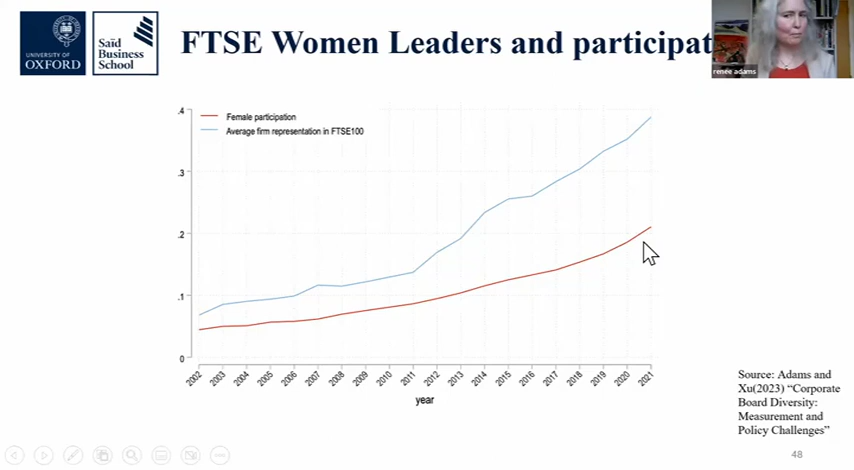 UNIVERSITY OF
OXFORD
Saïd
Business
School
FTSE Women Leaders and participat
renée adams
Female participation
Average firm representation in FTSE100
.4
.3
.2
.1
0
2002
2003
2004
2005
2006
2007
2008
2009
2010
2011
2012
2013
2014
2015
2016
2017
2018
2019
2020
2021
year
Source: Adams and
Xu(2023) “Corporate
Board Diversity:
Measurement and
Policy Challenges”
48